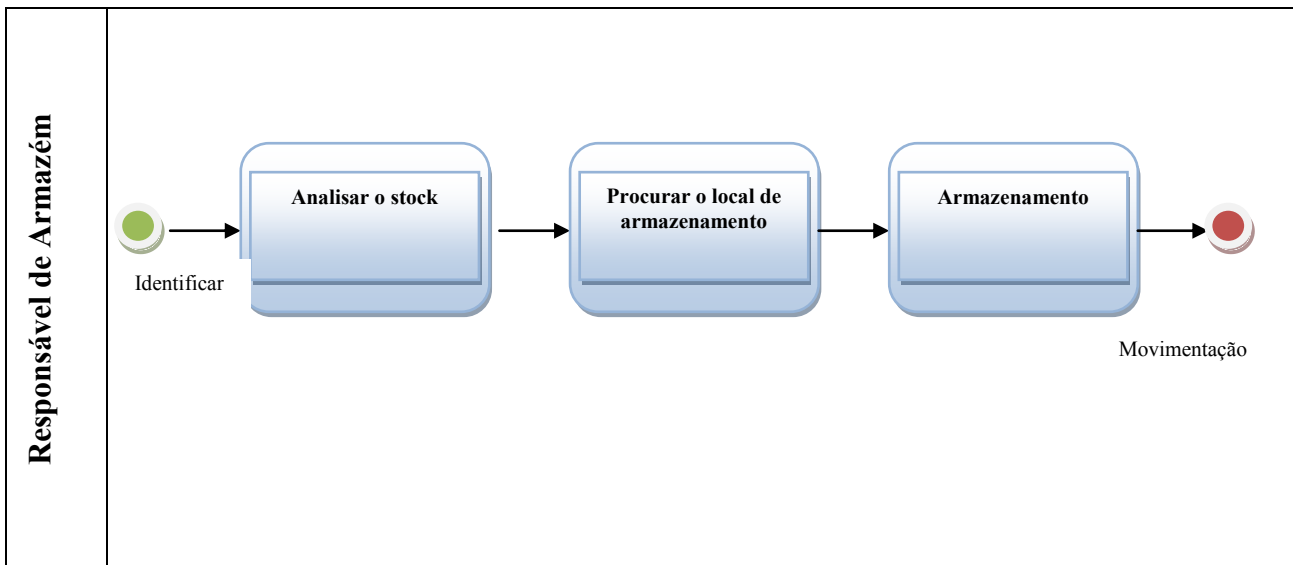 Responsável de Armazém
Identificar
Analisar o stock
Procurar o local de
armazenamento
Armazenamento
Movimentação